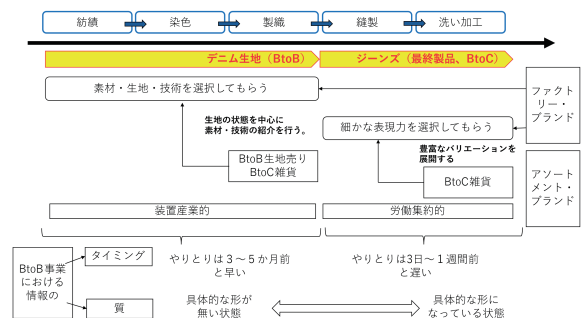 紡績
染色
製織
縫製
洗い加工
デニム生地（BtoB）
ジーンズ（最終製品、BtoC）
素材・生地・技術を選択してもらう
ファクト
リー・
ブランド
生地の状態を中心に
素材・技術の紹介を行う。
細かな表現力を選択してもらう
豊富なバリエーションを
展開する
BtoB生地売り
BtoC雑貨
BtoC雑貨
アソート
メント・
ブランド
装置産業的
労働集約的
BtoB事業
における
情報の
タイミング
やりとりは３～５か月前
と早い
やりとりは3日～１週間前
と遅い
質
具体的な形が
無い状態
具体的な形に
なっている状態